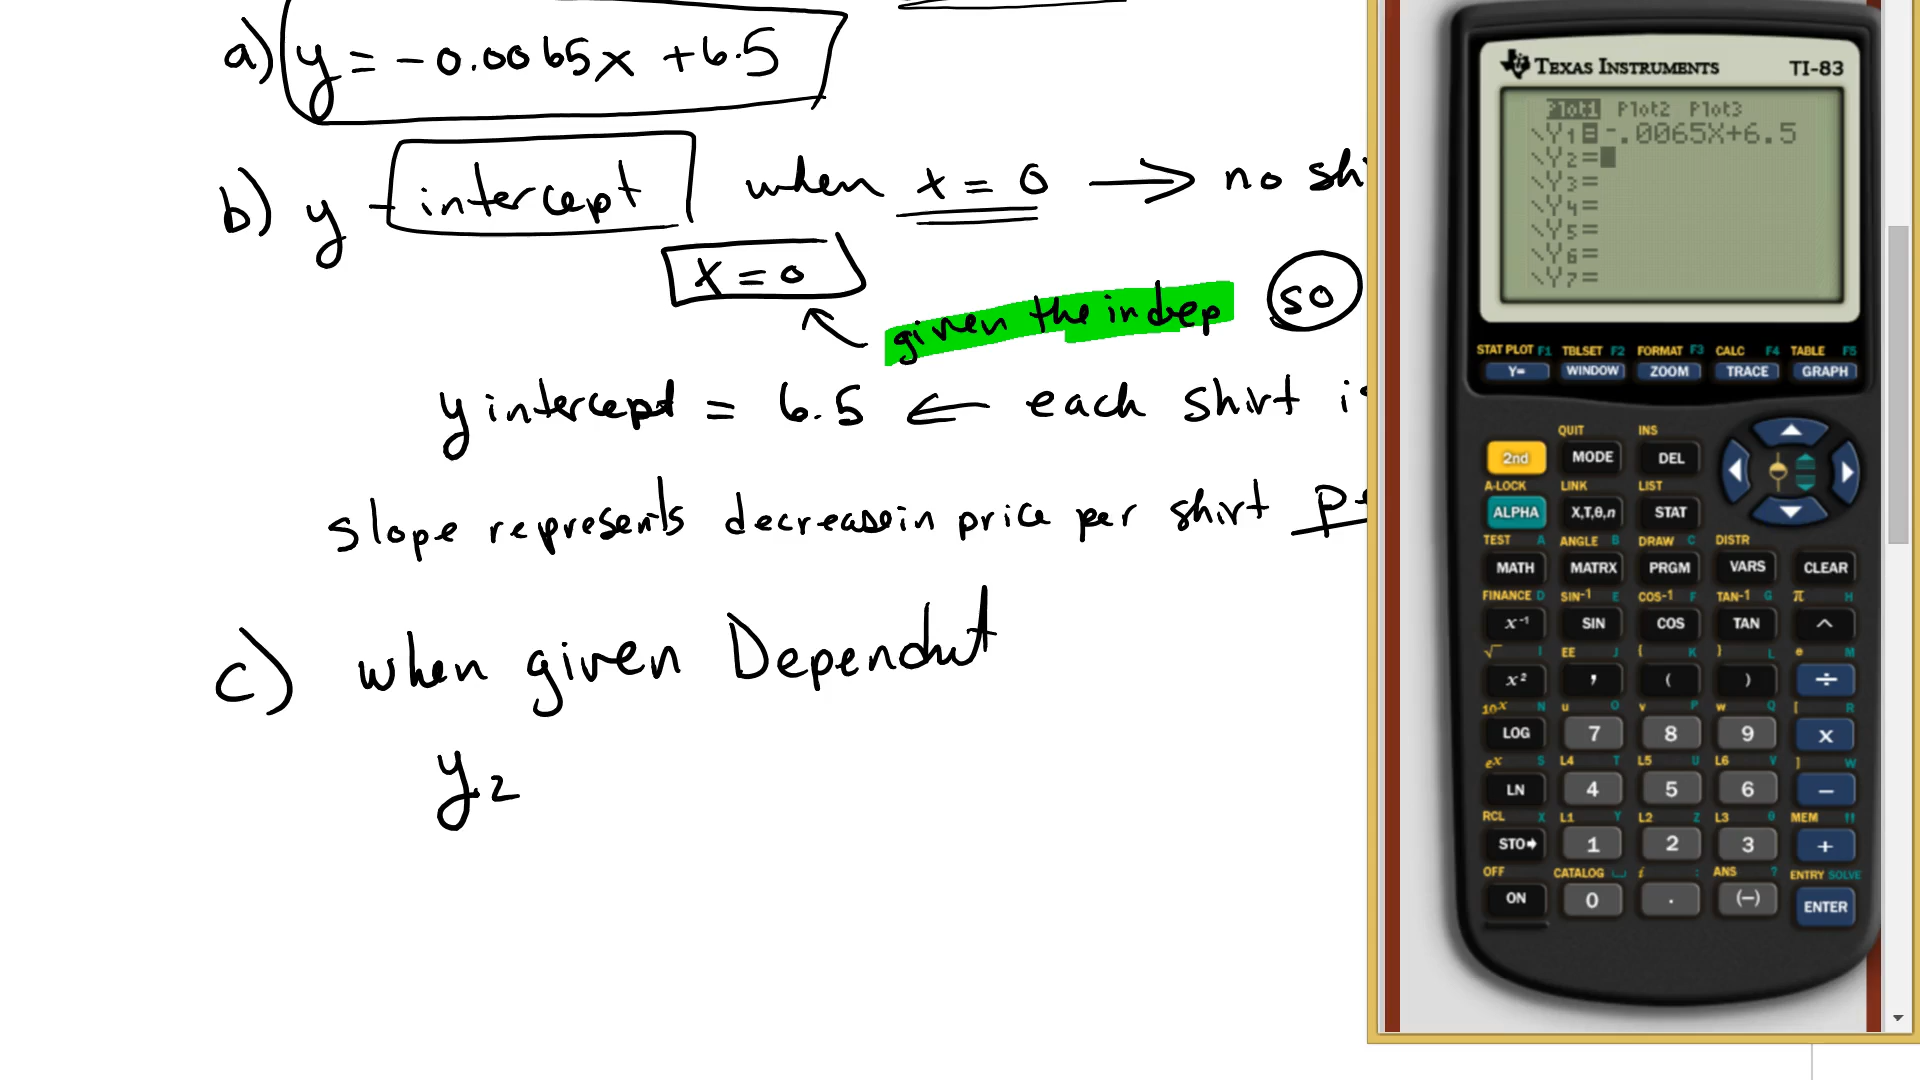 a) y = -0.0065x + 6.5
b) y - intercept when x = 0 → no shi
x = 0
given the indep so
y intercept = 6.5 ← each shirt is
slope represents decrease in price per shirt pe
c) when given Dependent
y2
TEXAS INSTRUMENTS TI-83
Plot1 Plot2 Plot3
\Y1=-.0065X+6.5
\Y2=
\Y3=
\Y4=
\Y5=
\Y6=
\Y7=
STAT PLOT F1 TBLSET F2 FORMAT F3 CALC F4 TABLE F5
Y= WINDOW ZOOM TRACE GRAPH
QUIT INS
2nd MODE DEL
A-LOCK LINK LIST
ALPHA X,T,θ,n STAT
TEST A ANGLE B DRAW C DISTR
MATH MATRX PRGM VARS CLEAR
FINANCE D SIN-1 E COS-1 F TAN-1 G π H
x-1 SIN COS TAN ^
√ I EE J { K } L e M
x² , ( ) ÷
10x N u O v P w Q [ R
LOG 7 8 9 x
ex S L4 T L5 U L6 V ] W
LN 4 5 6 −
RCL X L1 Y L2 Z L3 θ MEM "
STO➡ 1 2 3 +
OFF CATALOG i : ANS ? ENTRY SOLVE
ON 0 . (−) ENTER